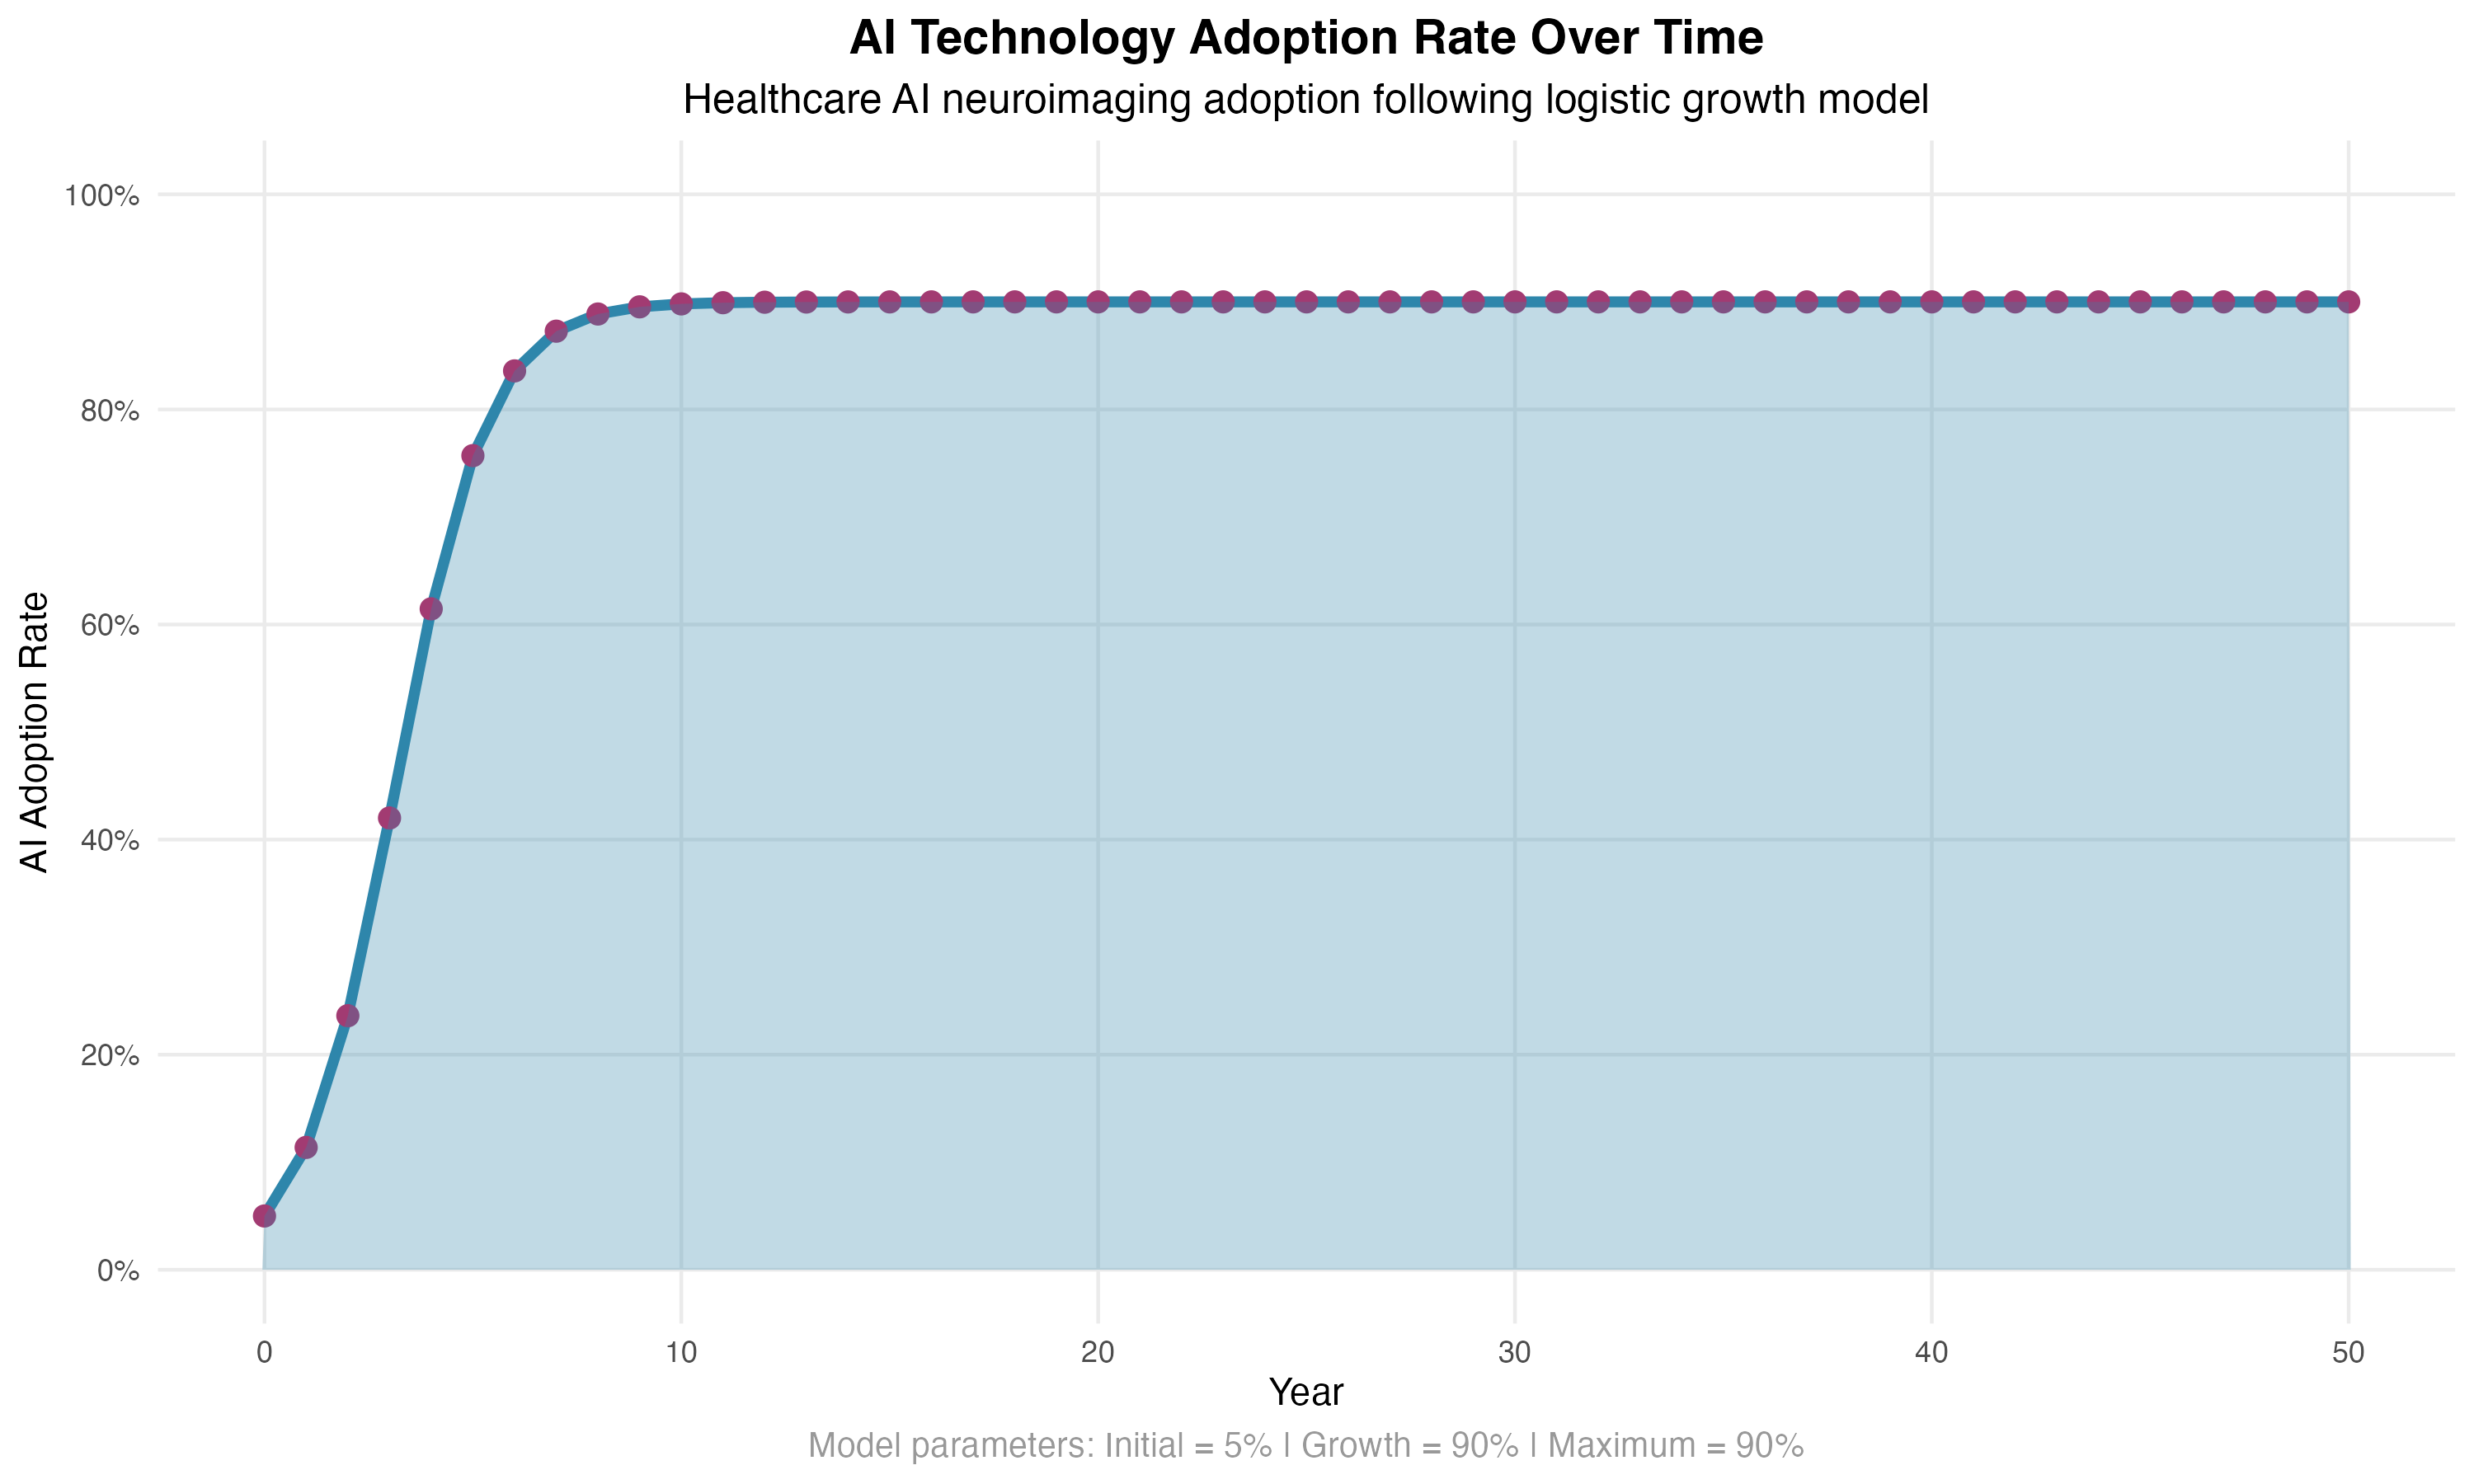 AI Technology Adoption Rate Over Time
Healthcare AI neuroimaging adoption following logistic growth model
100%
80%
60%
40%
20%
0%
AI Adoption Rate
0 10 20 30 40 50
Year
Model parameters: Initial = 5% | Growth = 90% | Maximum = 90%